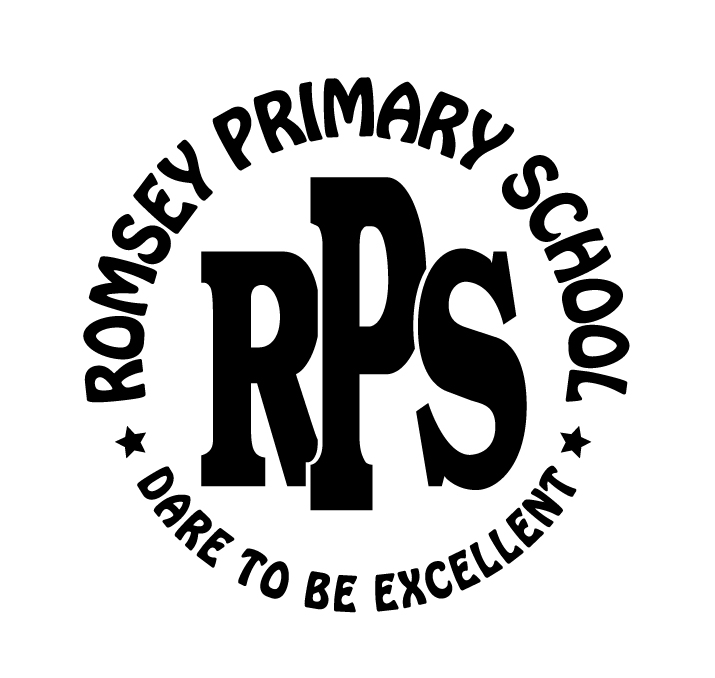 ROMSEY PRIMARY SCHOOL
RPS
DARE TO BE EXCELLENT